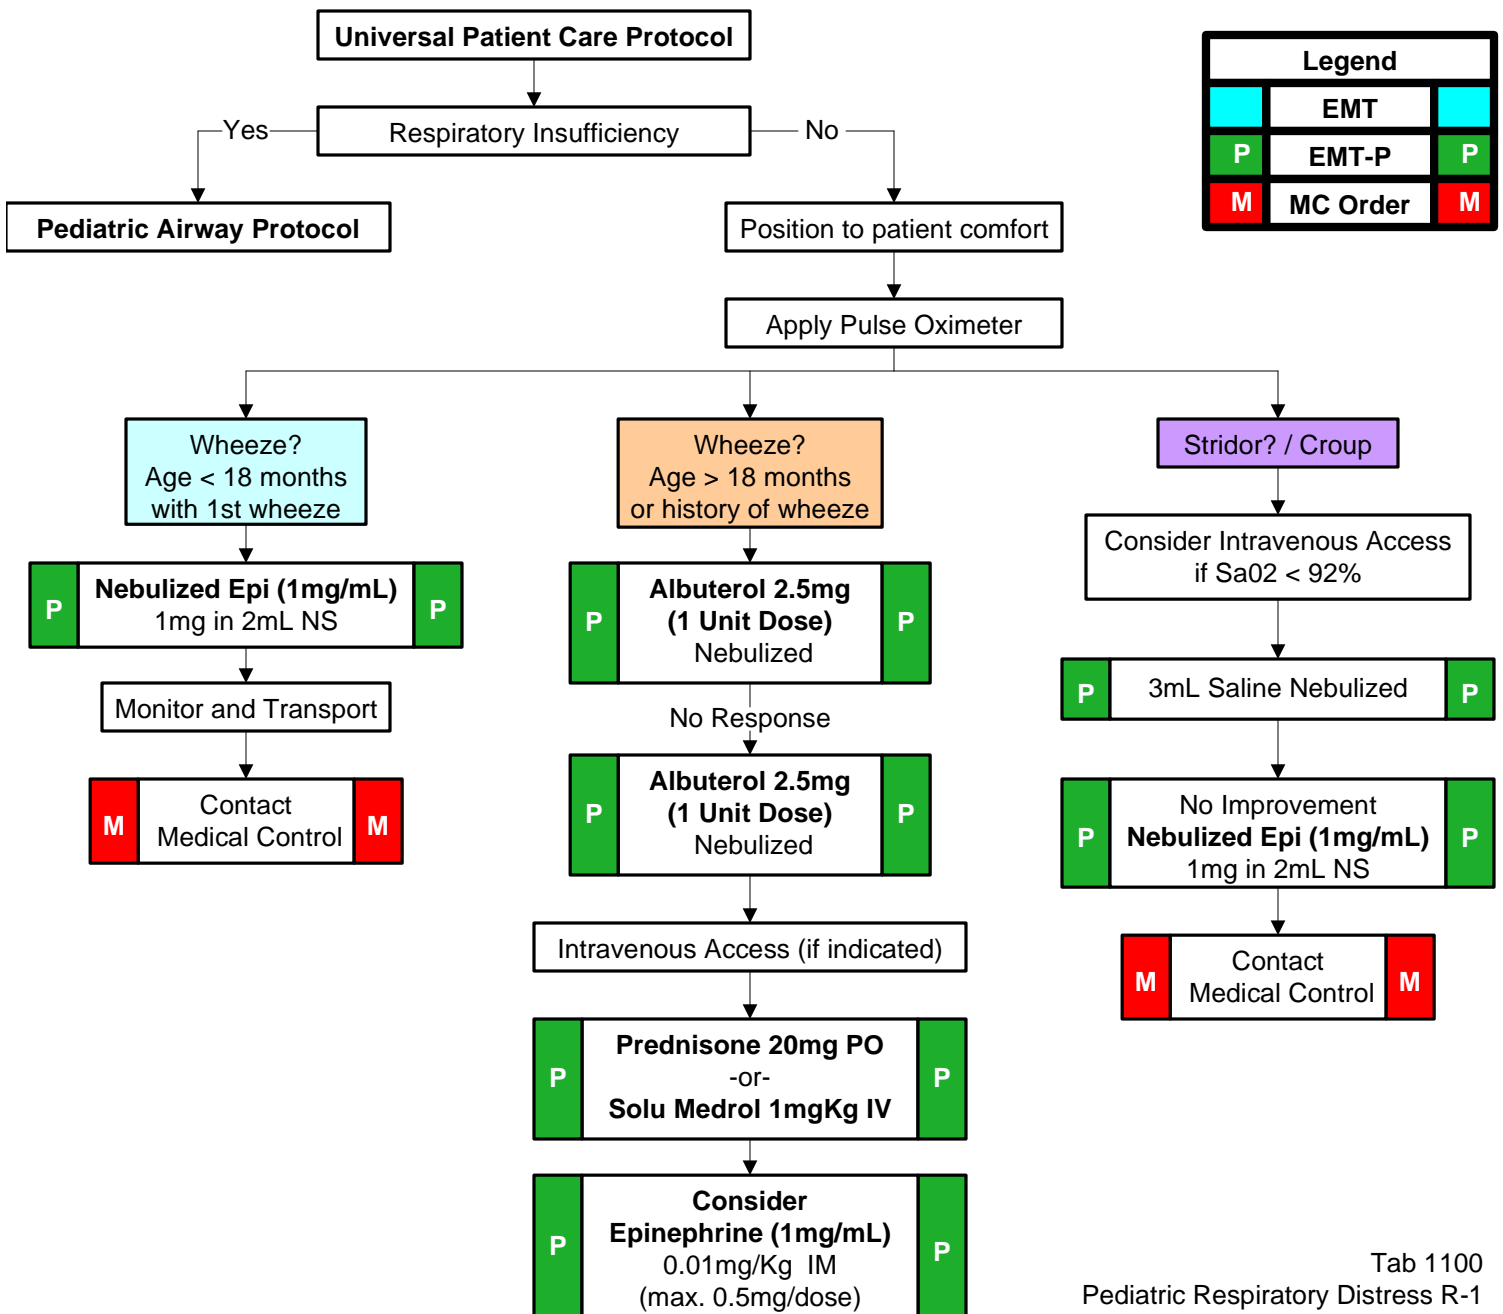 Universal Patient Care Protocol
Legend
EMT
P EMT-P P
M MC Order M
Respiratory Insufficiency
Yes
No
Pediatric Airway Protocol
Position to patient comfort
Apply Pulse Oximeter
Wheeze?
Age < 18 months
with 1st wheeze
P
Nebulized Epi (1mg/mL)
1mg in 2mL NS
P
Monitor and Transport
M
Contact
Medical Control
M
Wheeze?
Age > 18 months
or history of wheeze
P
Albuterol 2.5mg
(1 Unit Dose)
Nebulized
P
No Response
P
Albuterol 2.5mg
(1 Unit Dose)
Nebulized
P
Intravenous Access (if indicated)
P
Prednisone 20mg PO
-or-
Solu Medrol 1mgKg IV
P
P
Consider
Epinephrine (1mg/mL)
0.01mg/Kg IM
(max. 0.5mg/dose)
P
Stridor? / Croup
Consider Intravenous Access
if Sa02 < 92%
P
3mL Saline Nebulized
P
P
No Improvement
Nebulized Epi (1mg/mL)
1mg in 2mL NS
P
M
Contact
Medical Control
M
Tab 1100
Pediatric Respiratory Distress R-1